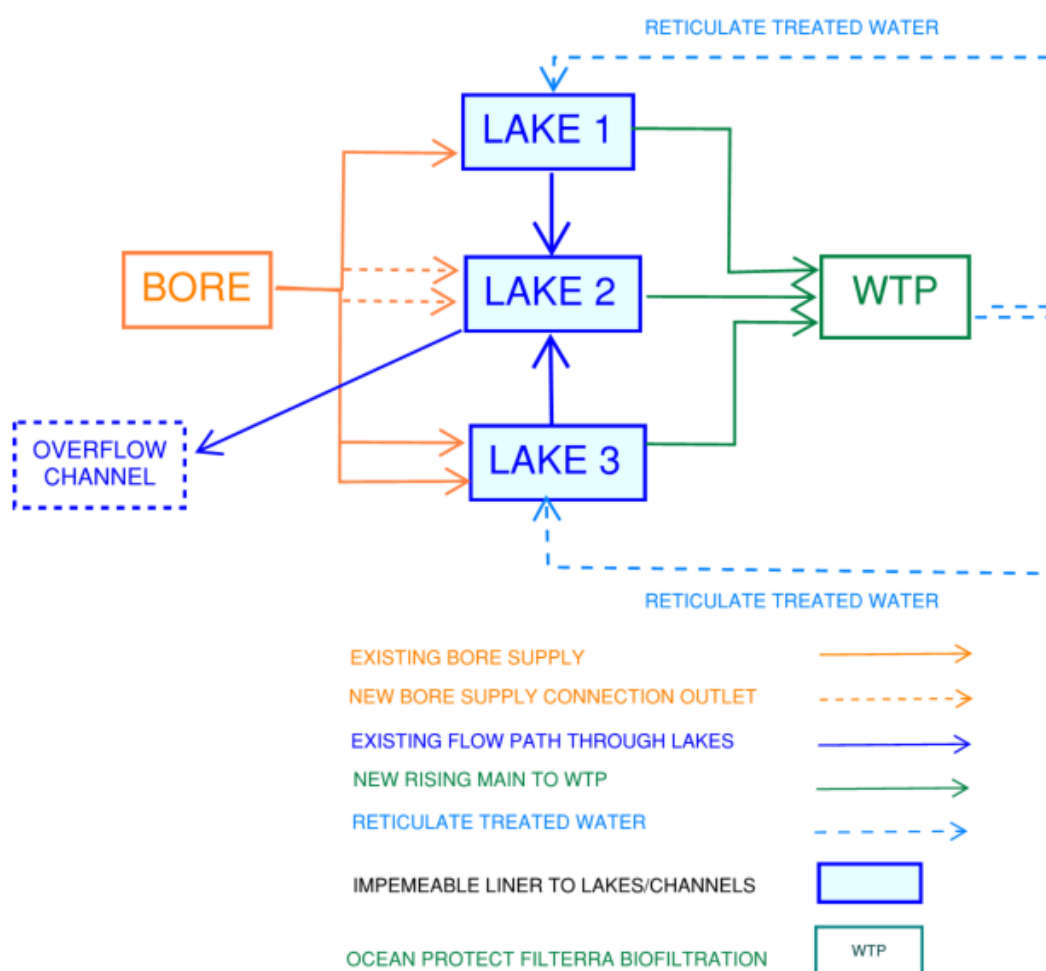 RETICULATE TREATED WATER
LAKE 1
BORE
LAKE 2
WTP
OVERFLOW
CHANNEL
LAKE 3
RETICULATE TREATED WATER
EXISTING BORE SUPPLY
NEW BORE SUPPLY CONNECTION OUTLET
EXISTING FLOW PATH THROUGH LAKES
NEW RISING MAIN TO WTP
RETICULATE TREATED WATER
IMPEMEABLE LINER TO LAKES/CHANNELS
OCEAN PROTECT FILTERRA BIOFILTRATION
WTP